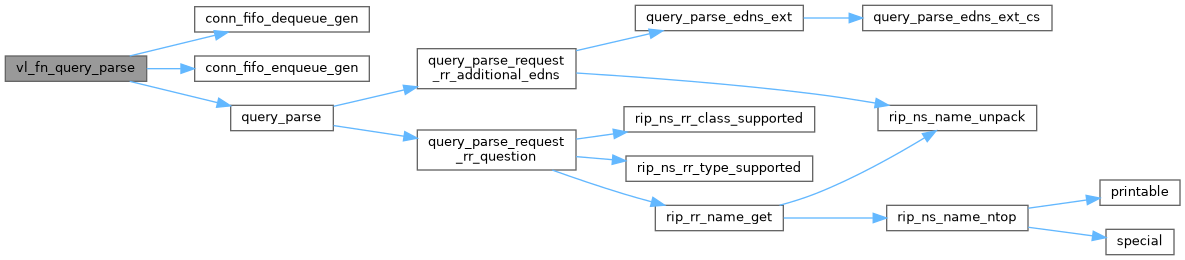 vl_fn_query_parse
conn_fifo_dequeue_gen
conn_fifo_enqueue_gen
query_parse
query_parse_request
_rr_additional_edns
query_parse_edns_ext
query_parse_edns_ext_cs
rip_ns_name_unpack
query_parse_request
_rr_question
rip_ns_rr_class_supported
rip_ns_rr_type_supported
rip_rr_name_get
rip_ns_name_ntop
printable
special